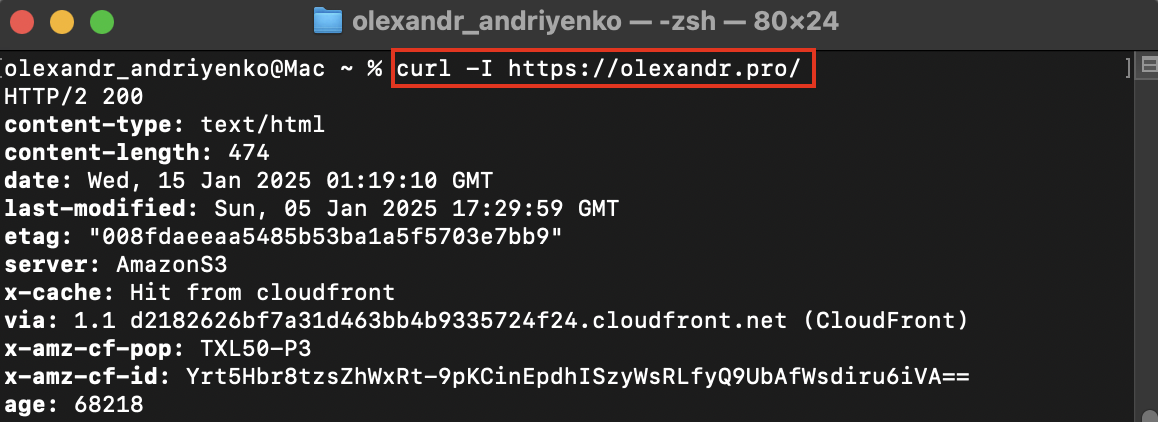 olexandr_andriyenko — -zsh — 80×24
[olexandr_andriyenko@Mac ~ % curl -I https://olexandr.pro/ ]
HTTP/2 200
content-type: text/html
content-length: 474
date: Wed, 15 Jan 2025 01:19:10 GMT
last-modified: Sun, 05 Jan 2025 17:29:59 GMT
etag: "008fdaeeaa5485b53ba1a5f5703e7bb9"
server: AmazonS3
x-cache: Hit from cloudfront
via: 1.1 d2182626bf7a31d463bb4b9335724f24.cloudfront.net (CloudFront)
x-amz-cf-pop: TXL50-P3
x-amz-cf-id: Yrt5Hbr8tzsZhWxRt-9pKCinEpdhISzyWsRLfyQ9UbAfWsdiru6iVA==
age: 68218